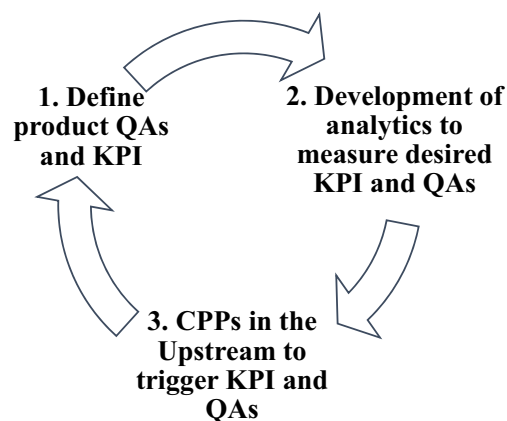 1. Define
product QAs
and KPI
2. Development of
analytics to
measure desired
KPI and QAs
3. CPPs in the
Upstream to
trigger KPI and
QAs